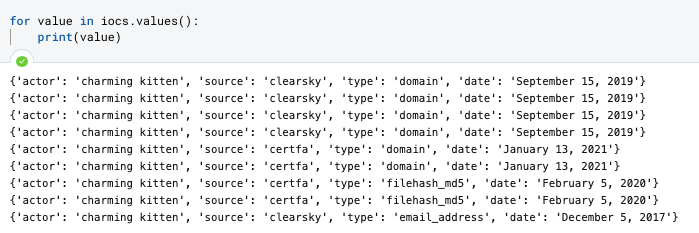 for value in iocs.values():
    print(value)
{'actor': 'charming kitten', 'source': 'clearsky', 'type': 'domain', 'date': 'September 15, 2019'}
{'actor': 'charming kitten', 'source': 'clearsky', 'type': 'domain', 'date': 'September 15, 2019'}
{'actor': 'charming kitten', 'source': 'clearsky', 'type': 'domain', 'date': 'September 15, 2019'}
{'actor': 'charming kitten', 'source': 'clearsky', 'type': 'domain', 'date': 'September 15, 2019'}
{'actor': 'charming kitten', 'source': 'certfa', 'type': 'domain', 'date': 'January 13, 2021'}
{'actor': 'charming kitten', 'source': 'certfa', 'type': 'domain', 'date': 'January 13, 2021'}
{'actor': 'charming kitten', 'source': 'certfa', 'type': 'filehash_md5', 'date': 'February 5, 2020'}
{'actor': 'charming kitten', 'source': 'certfa', 'type': 'filehash_md5', 'date': 'February 5, 2020'}
{'actor': 'charming kitten', 'source': 'clearsky', 'type': 'email_address', 'date': 'December 5, 2017'}